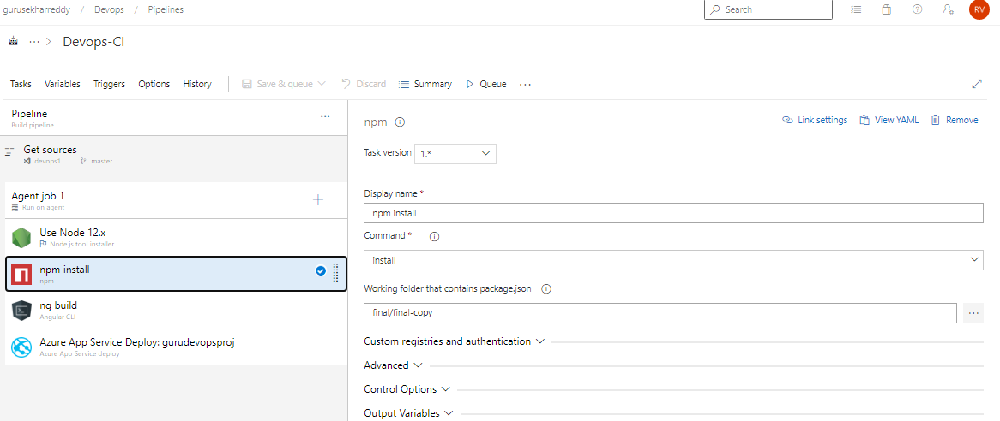 gurusekharreddy / Devops / Pipelines
Search
RV
Devops-CI
Tasks Variables Triggers Options History Save & queue Discard Summary Queue
Pipeline
Build pipeline
Get sources
devops1 master
Agent job 1
Run on agent
Use Node 12.x
Node.js tool installer
npm install
npm
ng build
Angular CLI
Azure App Service Deploy: gurudevopsproj
Azure App Service deploy
npm
Link settings View YAML Remove
Task version 1.*
Display name *
npm install
Command *
install
Working folder that contains package.json
final/final-copy
Custom registries and authentication
Advanced
Control Options
Output Variables